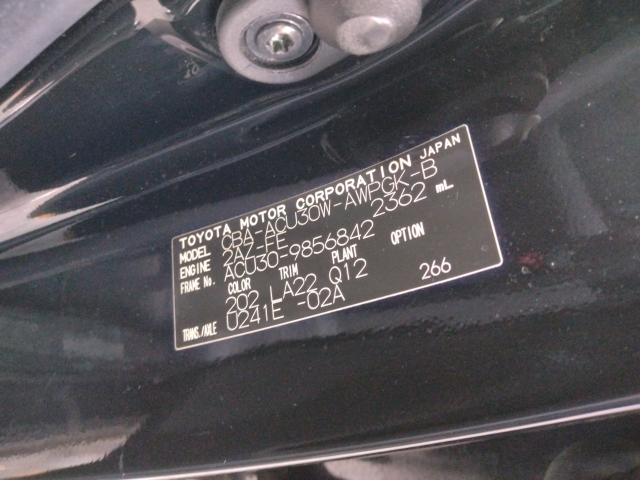 TOYOTA MOTOR CORPORATION JAPAN
MODEL CBA-ACU30W-AWPGK-B
ENGINE 2AZ-FE 2362 mL
FRAME No. ACU30-9856842
COLOR TRIM PLANT OPTION
202 LA22 Q12
TRANS./AXLE U241E -02A 266